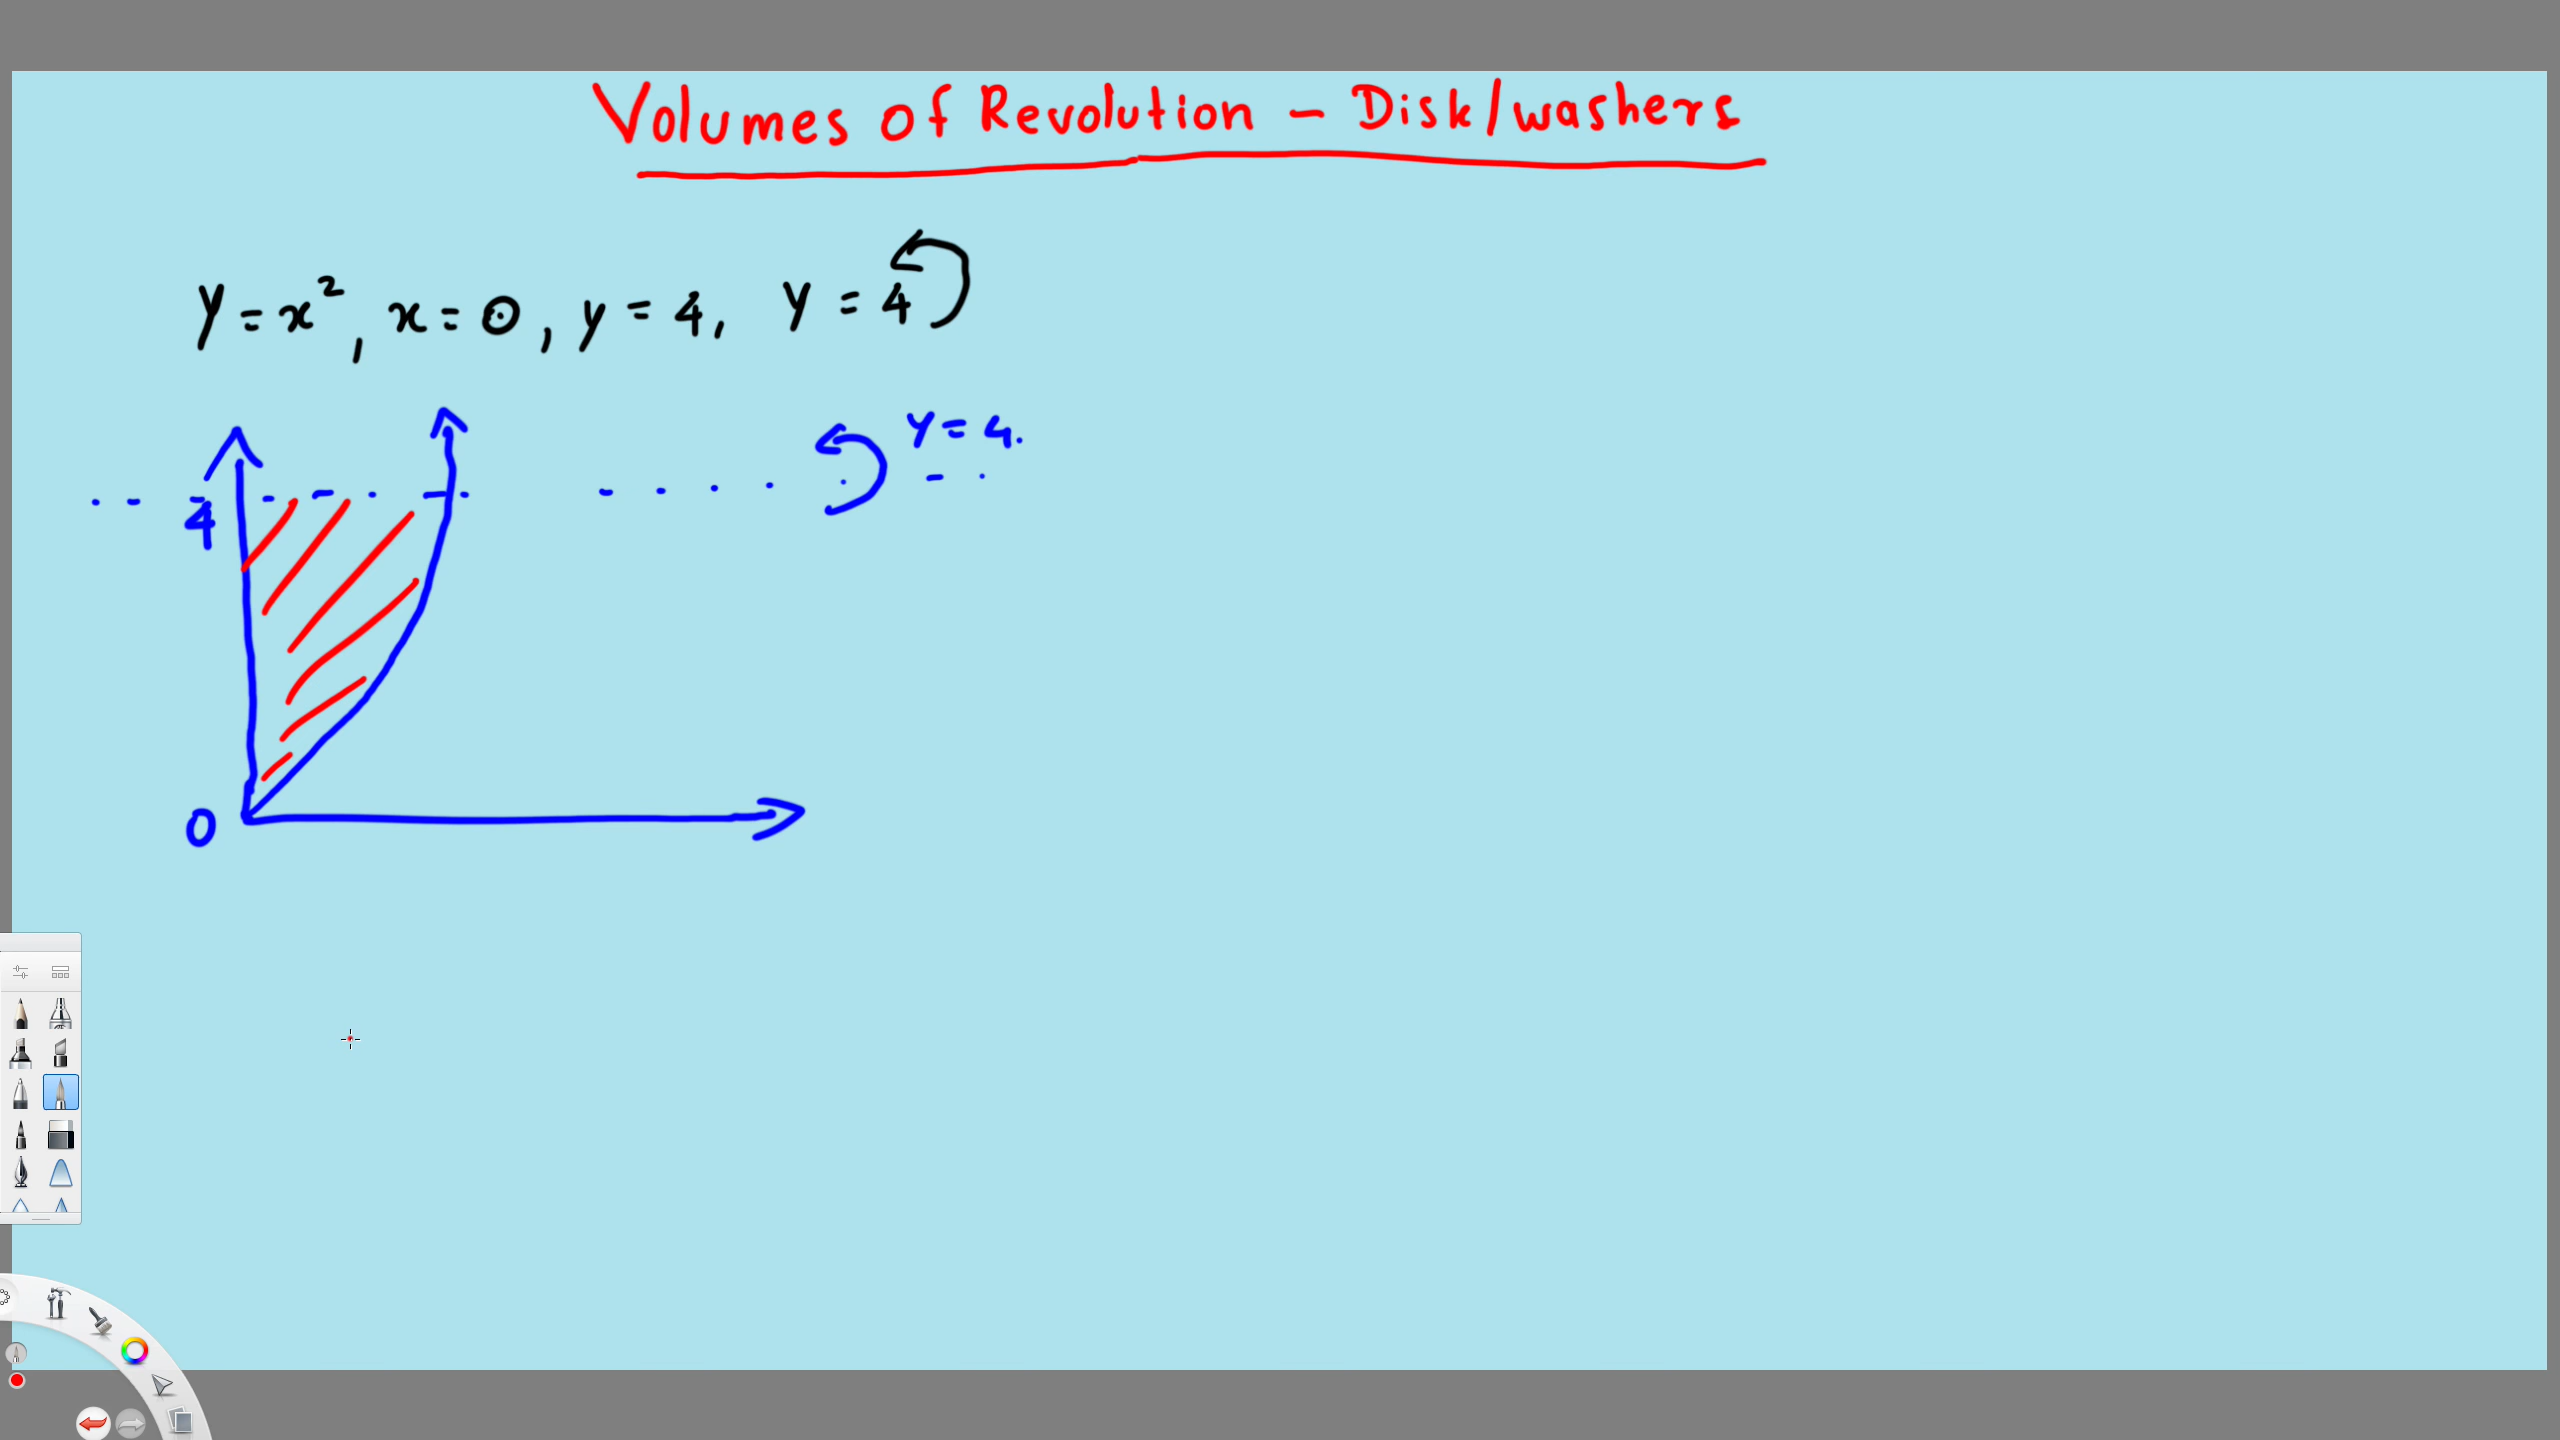 Volumes of Revolution - Disk/washers
y = x², x = 0, y = 4, y = 4
y = 4.
4
0